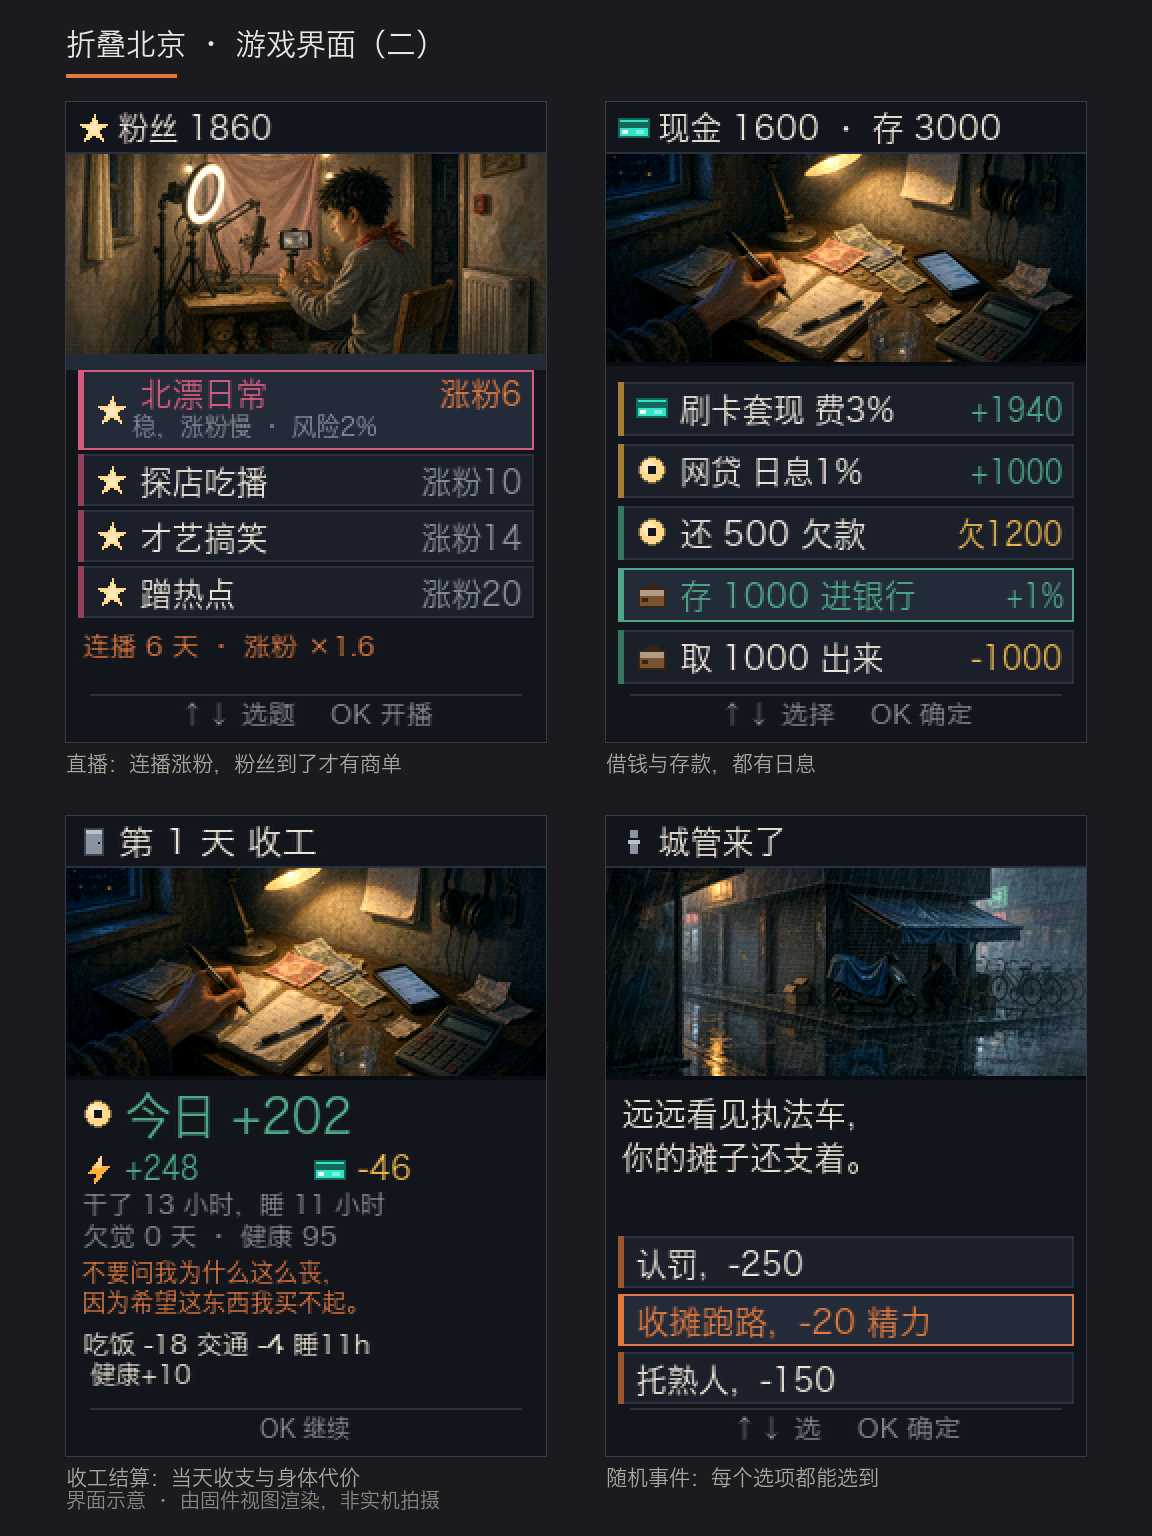 折叠北京 · 游戏界面（二）
粉丝 1860
北漂日常 涨粉6
稳，涨粉慢 · 风险2%
探店吃播 涨粉10
才艺搞笑 涨粉14
蹭热点 涨粉20
连播 6 天 · 涨粉 ×1.6
↑↓ 选题 OK 开播
直播：连播涨粉，粉丝到了才有商单
现金 1600 · 存 3000
刷卡套现 费3% +1940
网贷 日息1% +1000
还 500 欠款 欠1200
存 1000 进银行 +1%
取 1000 出来 -1000
↑↓ 选择 OK 确定
借钱与存款，都有日息
第 1 天 收工
今日 +202
+248 -46
干了 13 小时，睡 11 小时
欠觉 0 天 · 健康 95
不要问我为什么这么丧，
因为希望这东西我买不起。
吃饭 -18 交通 -4 睡11h
健康+10
OK 继续
收工结算：当天收支与身体代价
界面示意 · 由固件视图渲染，非实机拍摄
城管来了
远远看见执法车，
你的摊子还支着。
认罚，-250
收摊跑路，-20 精力
托熟人，-150
↑↓ 选 OK 确定
随机事件：每个选项都能选到